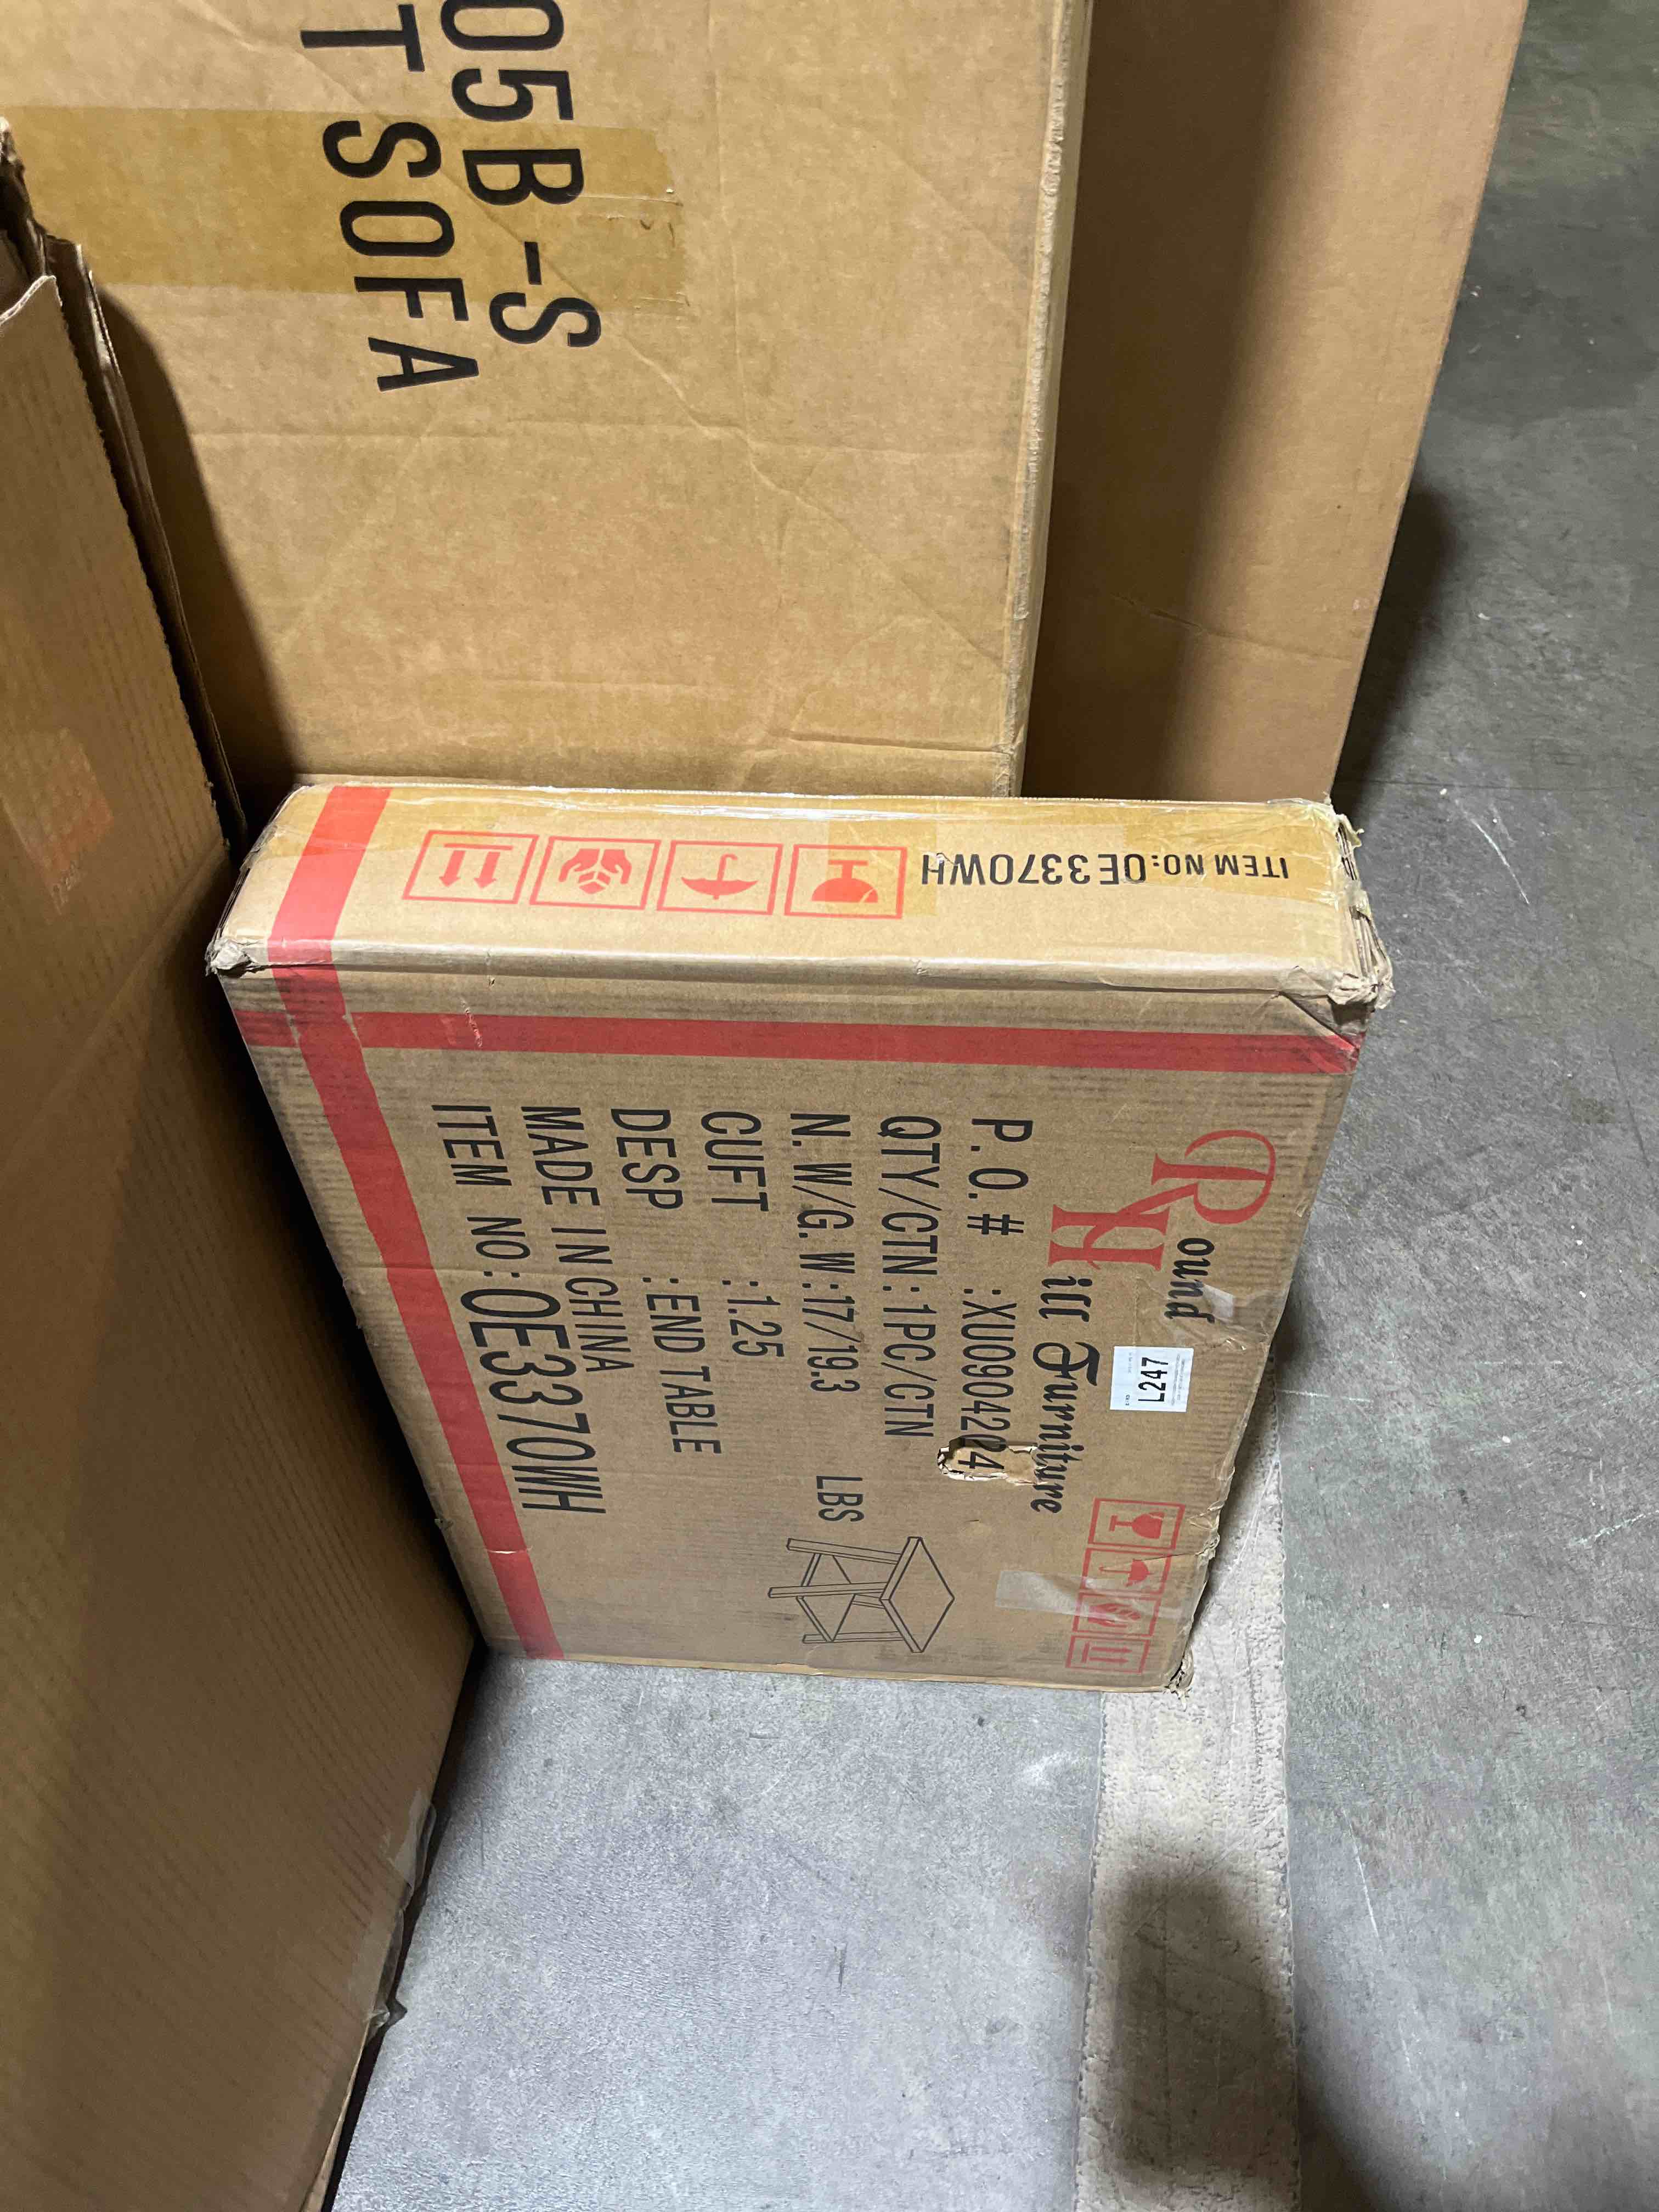 05B-S
T SOFA
ITEM NO:OE3370WH
Round
Hill Furniture
L247
P.O.# :XU0904204
QTY/CTN:1PC/CTN
N.W/G.W:17/19.3 LBS
CUFT :1.25
DESP :END TABLE
MADE IN CHINA
ITEM NO:OE3370WH